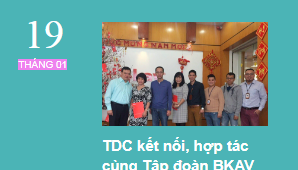 19
THÁNG 01
TDC kết nối, hợp tác
cùng Tập đoàn BKAV